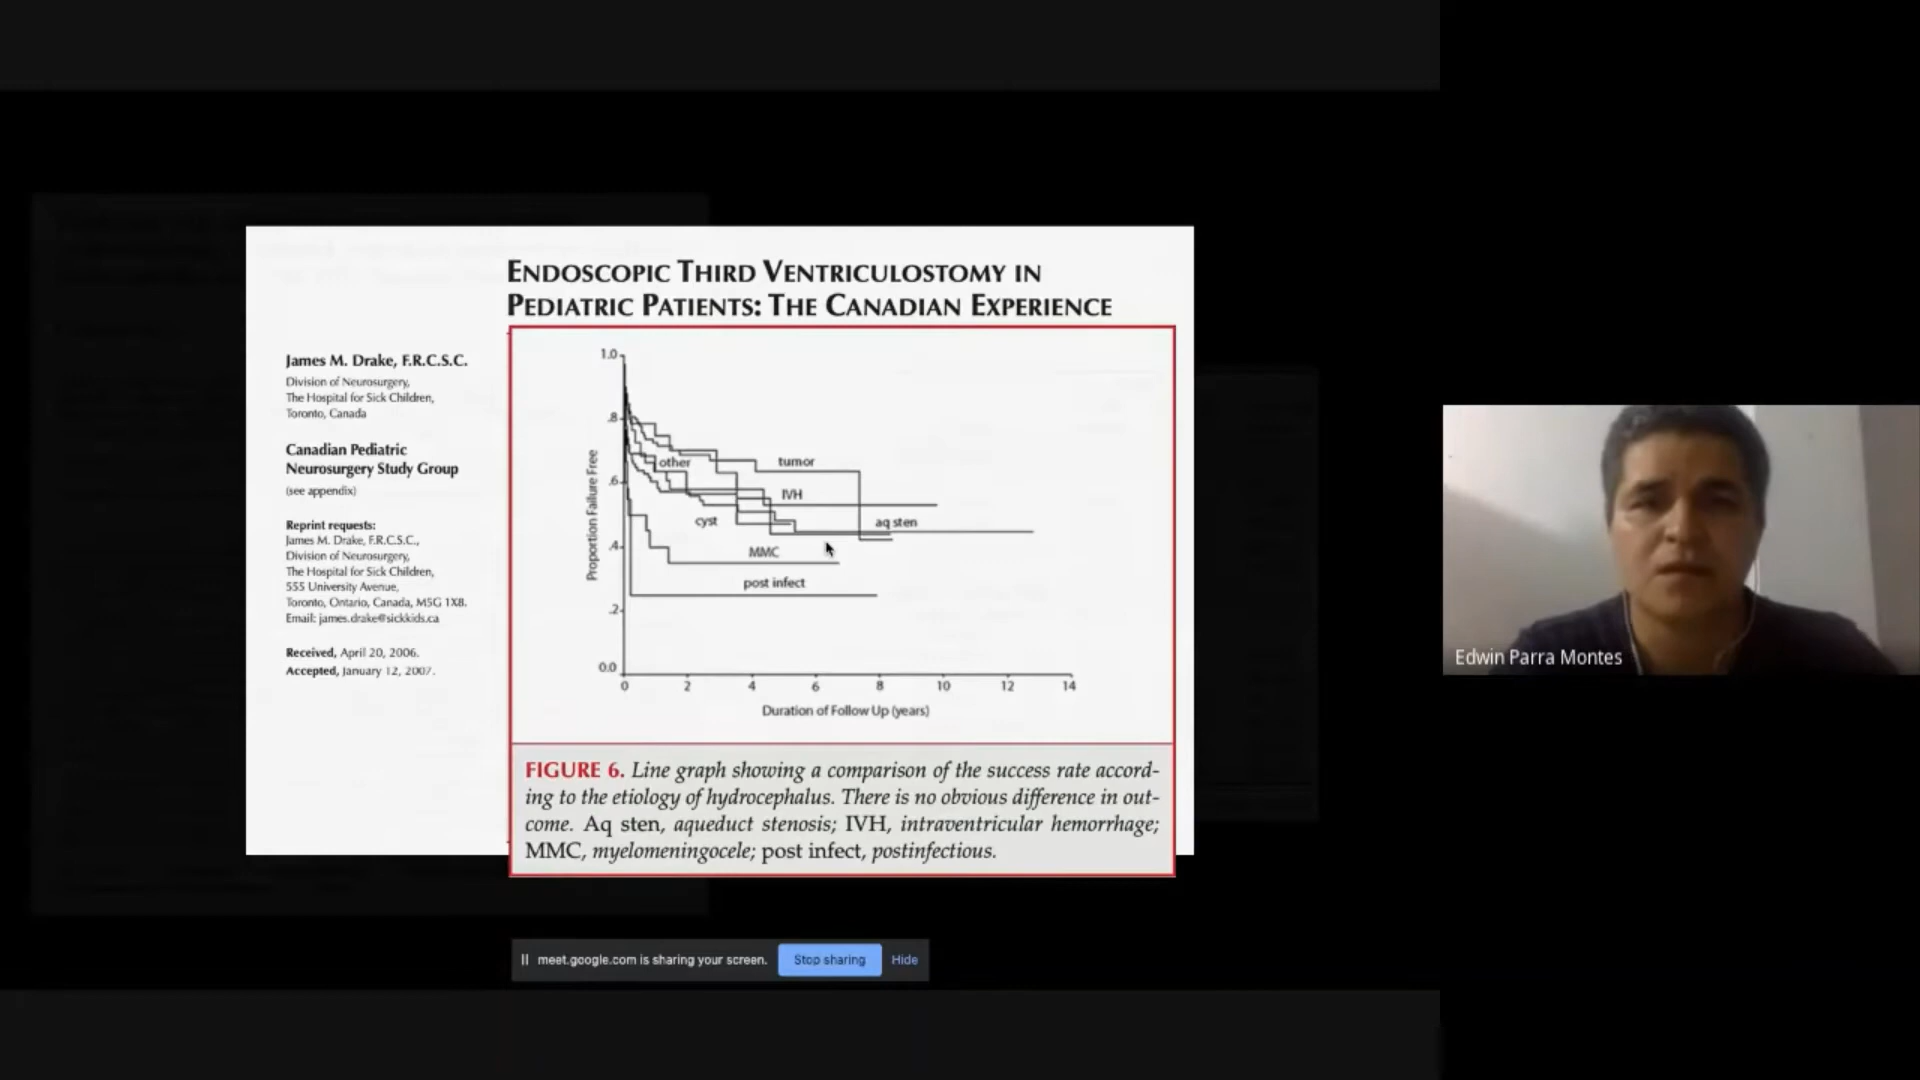 ENDOSCOPIC THIRD VENTRICULOSTOMY IN
PEDIATRIC PATIENTS: THE CANADIAN EXPERIENCE
James M. Drake, F.R.C.S.C.
Division of Neurosurgery,
The Hospital for Sick Children,
Toronto, Canada
Canadian Pediatric
Neurosurgery Study Group
(see appendix)
Reprint requests:
James M. Drake, F.R.C.S.C.,
Division of Neurosurgery,
The Hospital for Sick Children,
555 University Avenue,
Toronto, Ontario, Canada, M5G 1X8.
Email: james.drake@sickkids.ca
Received, April 20, 2006.
Accepted, January 12, 2007.
1.0
.8
.6
.4
.2
0.0
Proportion Failure Free
other
tumor
IVH
cyst
aq sten
MMC
post infect
0 2 4 6 8 10 12 14
Duration of Follow Up (years)
FIGURE 6. Line graph showing a comparison of the success rate accord-
ing to the etiology of hydrocephalus. There is no obvious difference in out-
come. Aq sten, aqueduct stenosis; IVH, intraventricular hemorrhage;
MMC, myelomeningocele; post infect, postinfectious.
meet.google.com is sharing your screen. Stop sharing Hide
Edwin Parra Montes